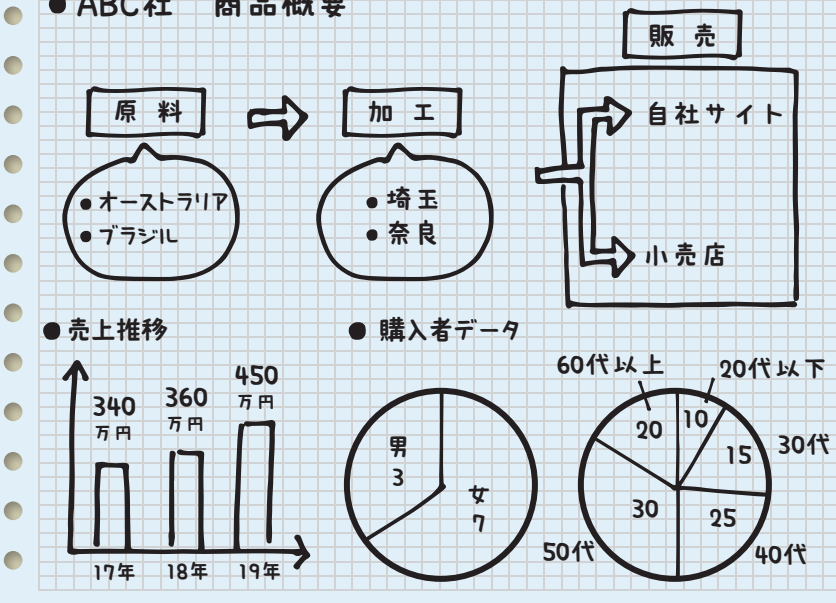 ● ABC社 商品概要
販売
原料
加工
自社サイト
● オーストラリア
● ブラジル
● 埼玉
● 奈良
小売店
● 売上推移
340
万円
360
万円
450
万円
17年
18年
19年
● 購入者データ
男
3
女
7
60代以上
20代以下
20
10
15
30代
30
25
50代
40代